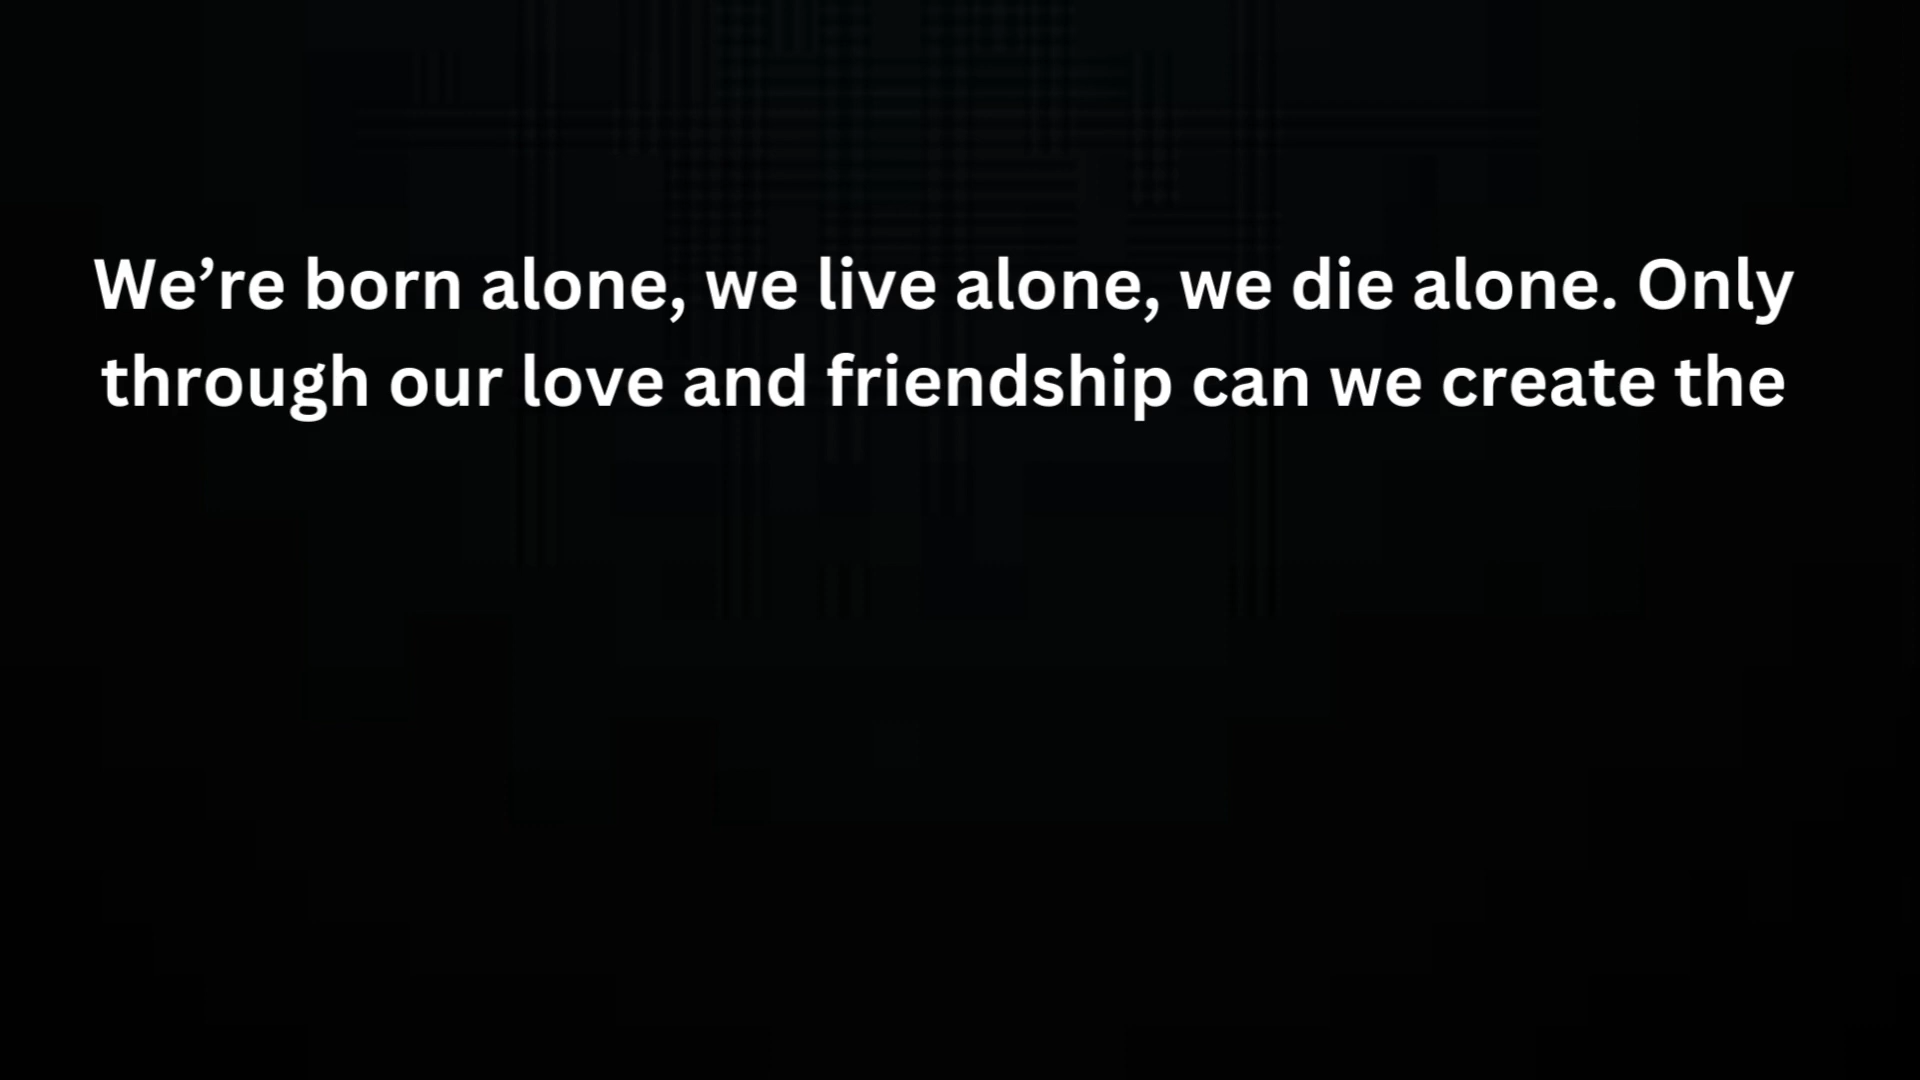 We’re born alone, we live alone, we die alone. Only
through our love and friendship can we create the